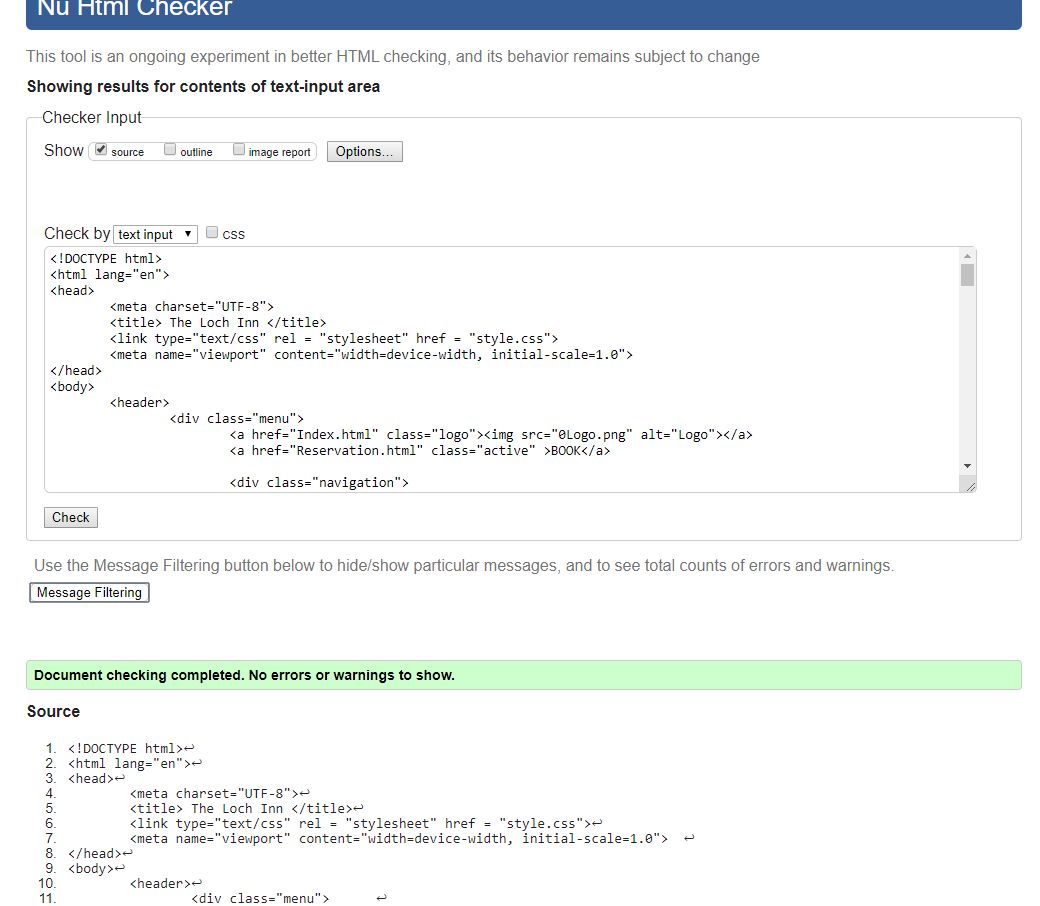 Nu Html Checker
This tool is an ongoing experiment in better HTML checking, and its behavior remains subject to change
Showing results for contents of text-input area
Checker Input
Show source outline image report Options...
Check by text input css
<!DOCTYPE html>
<html lang="en">
<head>
<meta charset="UTF-8">
<title> The Loch Inn </title>
<link type="text/css" rel = "stylesheet" href = "style.css">
<meta name="viewport" content="width=device-width, initial-scale=1.0">
</head>
<body>
<header>
<div class="menu">
<a href="Index.html" class="logo"><img src="0Logo.png" alt="Logo"></a>
<a href="Reservation.html" class="active" >BOOK</a>
<div class="navigation">
Check
Use the Message Filtering button below to hide/show particular messages, and to see total counts of errors and warnings.
Message Filtering
Document checking completed. No errors or warnings to show.
Source
1. <!DOCTYPE html>↩
2. <html lang="en">↩
3. <head>↩
4. <meta charset="UTF-8">↩
5. <title> The Loch Inn </title>↩
6. <link type="text/css" rel = "stylesheet" href = "style.css">↩
7. <meta name="viewport" content="width=device-width, initial-scale=1.0"> ↩
8. </head>↩
9. <body>↩
10. <header>↩
11. <div class="menu"> ↩